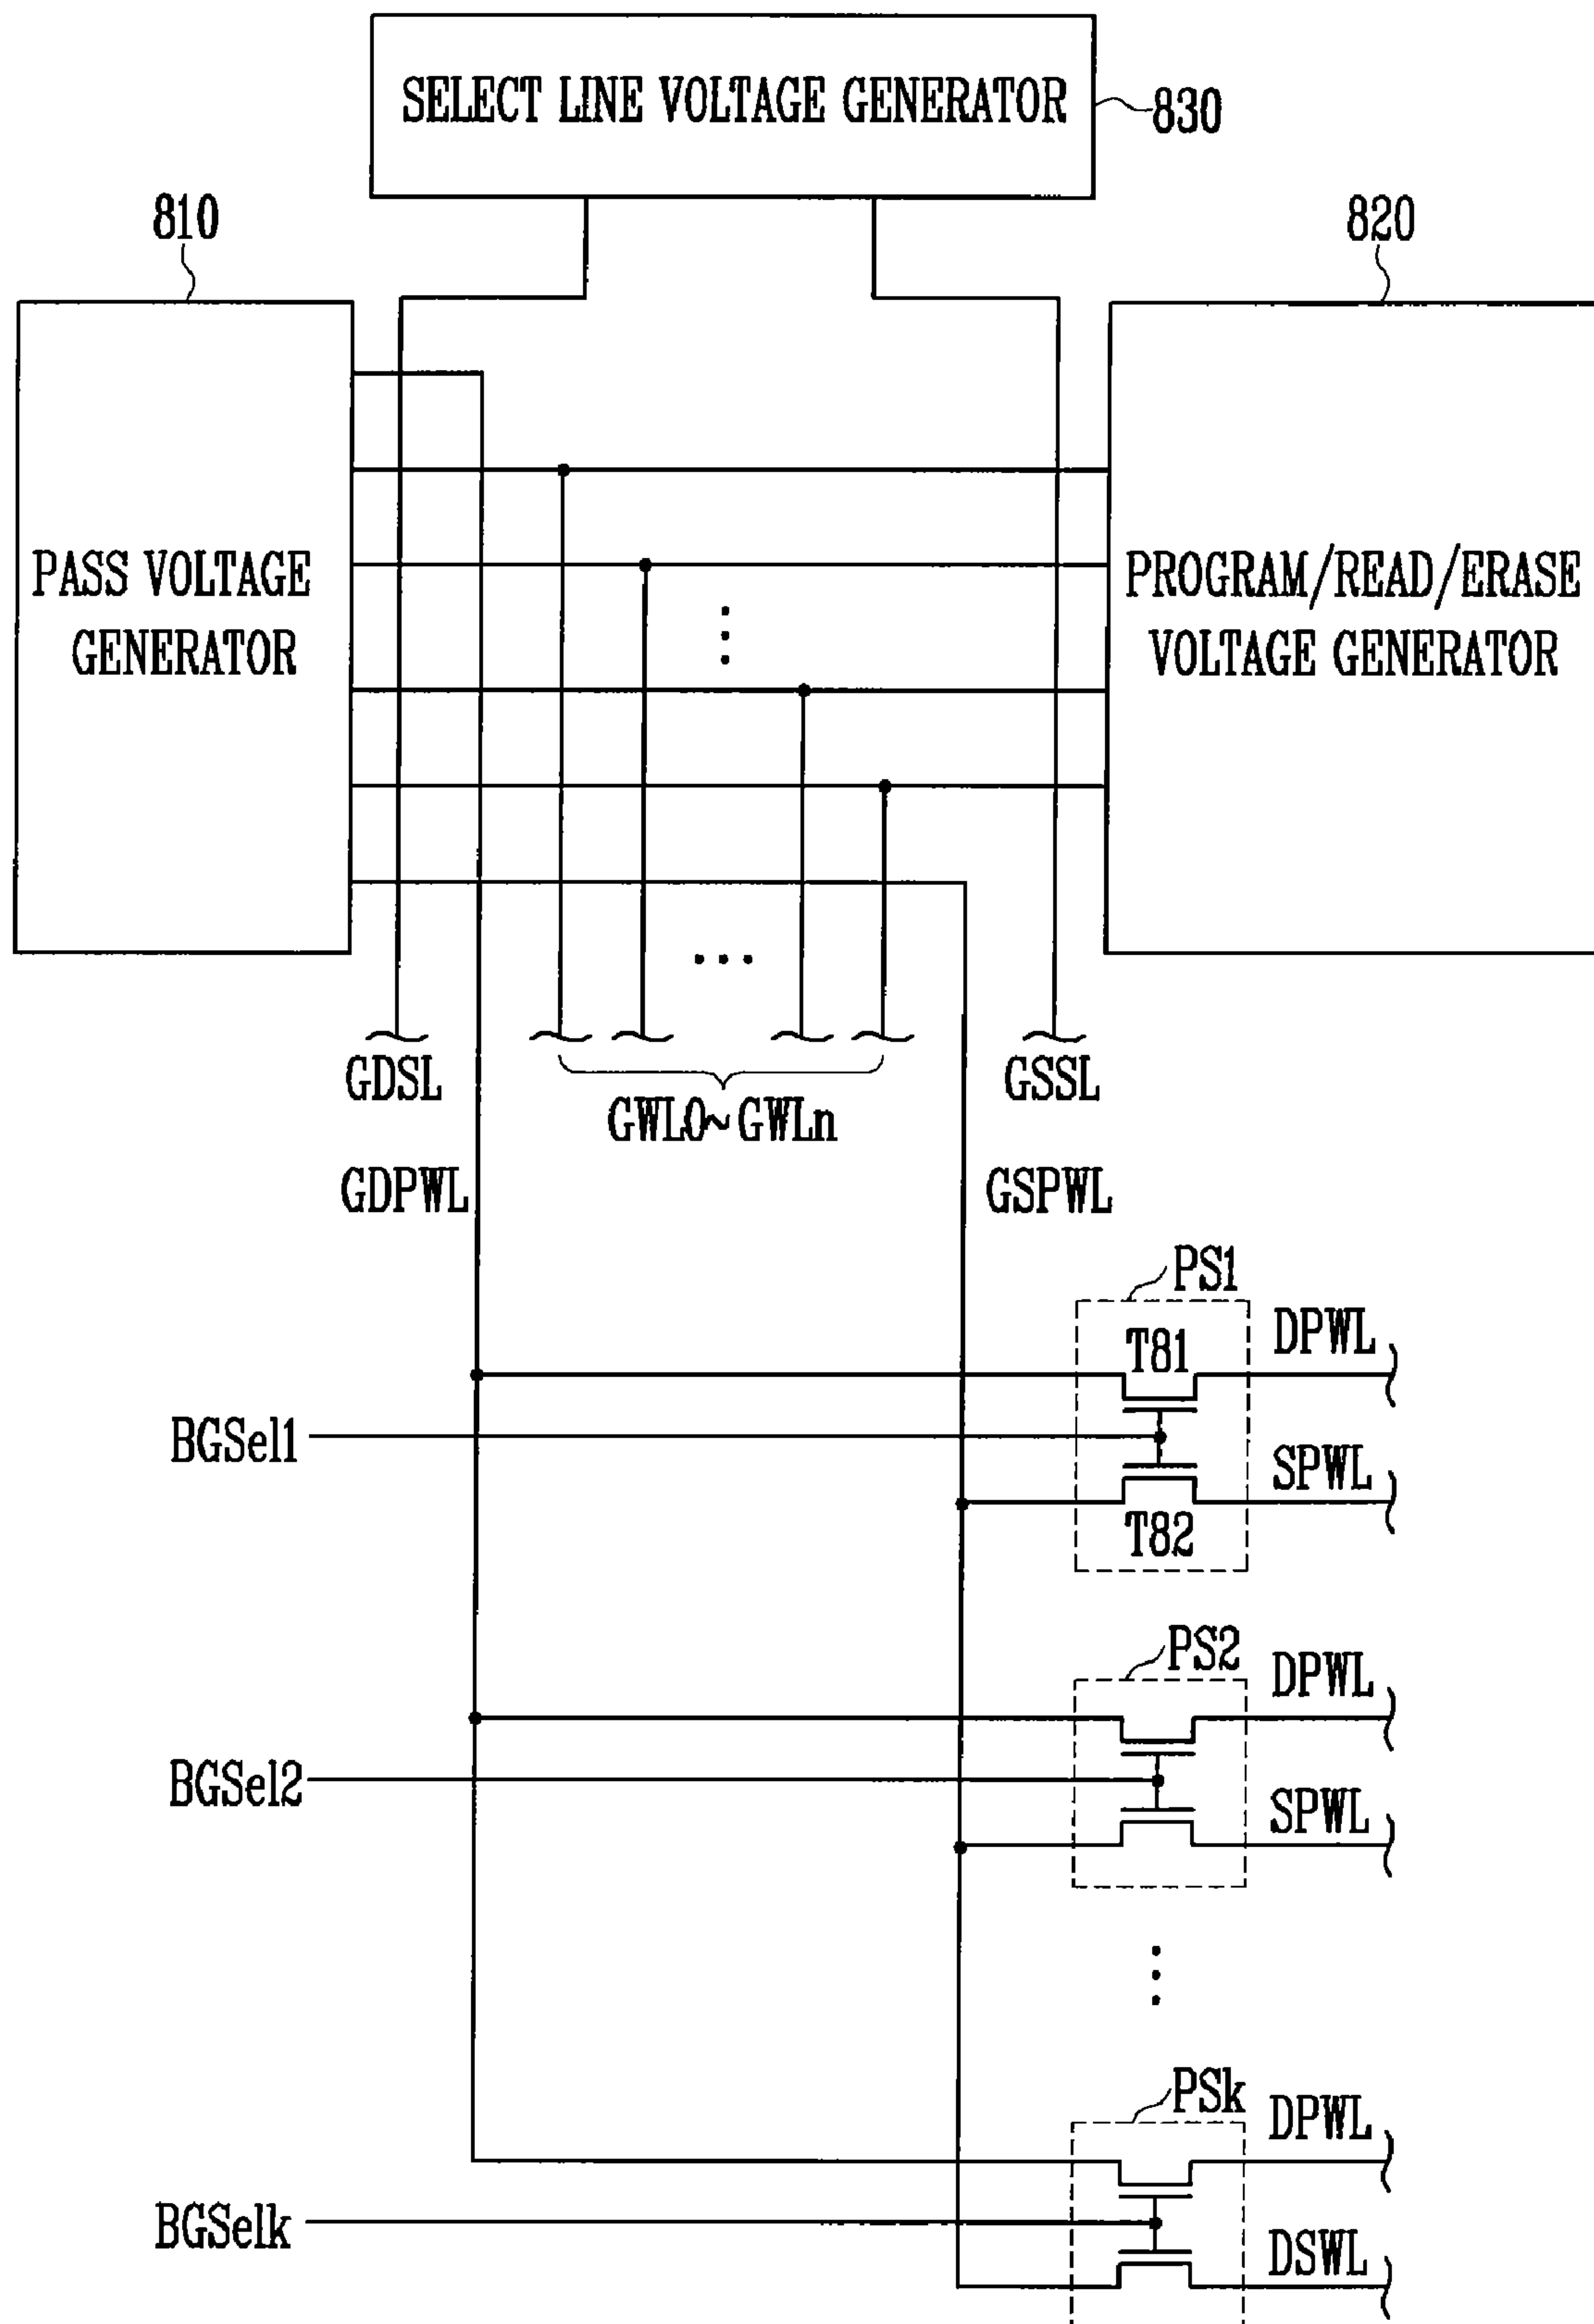 SELECT LINE VOLTAGE GENERATOR
830
810
820
PASS VOLTAGE
GENERATOR
PROGRAM/READ/ERASE
VOLTAGE GENERATOR
GDSL
GSSL
GWL0~GWLn
GDPWL
GSPWL
PS1
DPWL
T81
BGSel1
SPWL
T82
PS2
DPWL
BGSel2
SPWL
PSk
DPWL
BGSelk
DSWL